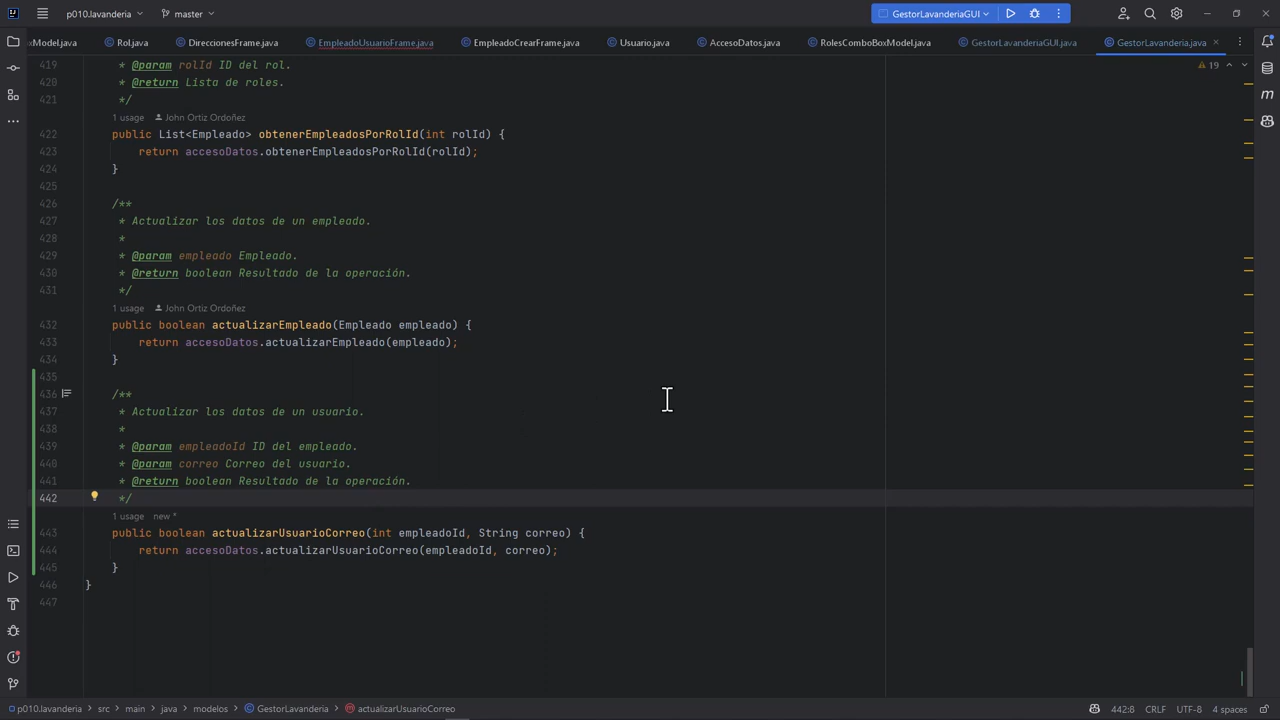 p010.lavanderia
master
GestorLavanderiaGUI
xModel.java
Rol.java
DireccionesFrame.java
EmpleadoUsuarioFrame.java
EmpleadoCrearFrame.java
Usuario.java
AccesoDatos.java
RolesComboBoxModel.java
GestorLavanderiaGUI.java
GestorLavanderia.java
19
419 * @param rolId ID del rol.
420 * @return Lista de roles.
421 */
1 usage John Ortiz Ordoñez
422 public List<Empleado> obtenerEmpleadosPorRolId(int rolId) {
423 return accesoDatos.obtenerEmpleadosPorRolId(rolId);
424 }
425
426 /**
427 * Actualizar los datos de un empleado.
428 *
429 * @param empleado Empleado.
430 * @return boolean Resultado de la operación.
431 */
1 usage John Ortiz Ordoñez
432 public boolean actualizarEmpleado(Empleado empleado) {
433 return accesoDatos.actualizarEmpleado(empleado);
434 }
435
436 /**
437 * Actualizar los datos de un usuario.
438 *
439 * @param empleadoId ID del empleado.
440 * @param correo Correo del usuario.
441 * @return boolean Resultado de la operación.
442 */
1 usage new *
443 public boolean actualizarUsuarioCorreo(int empleadoId, String correo) {
444 return accesoDatos.actualizarUsuarioCorreo(empleadoId, correo);
445 }
446 }
447
p010.lavanderia > src > main > java > modelos > GestorLavanderia > actualizarUsuarioCorreo
442:8 CRLF UTF-8 4 spaces